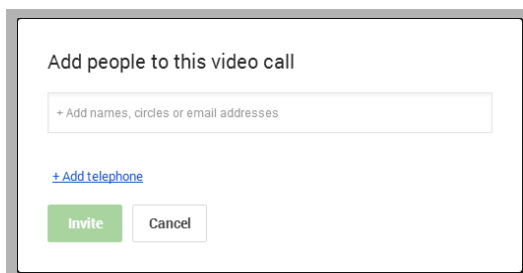 Add people to this video call
+ Add names, circles or email addresses
+ Add telephone
Invite Cancel